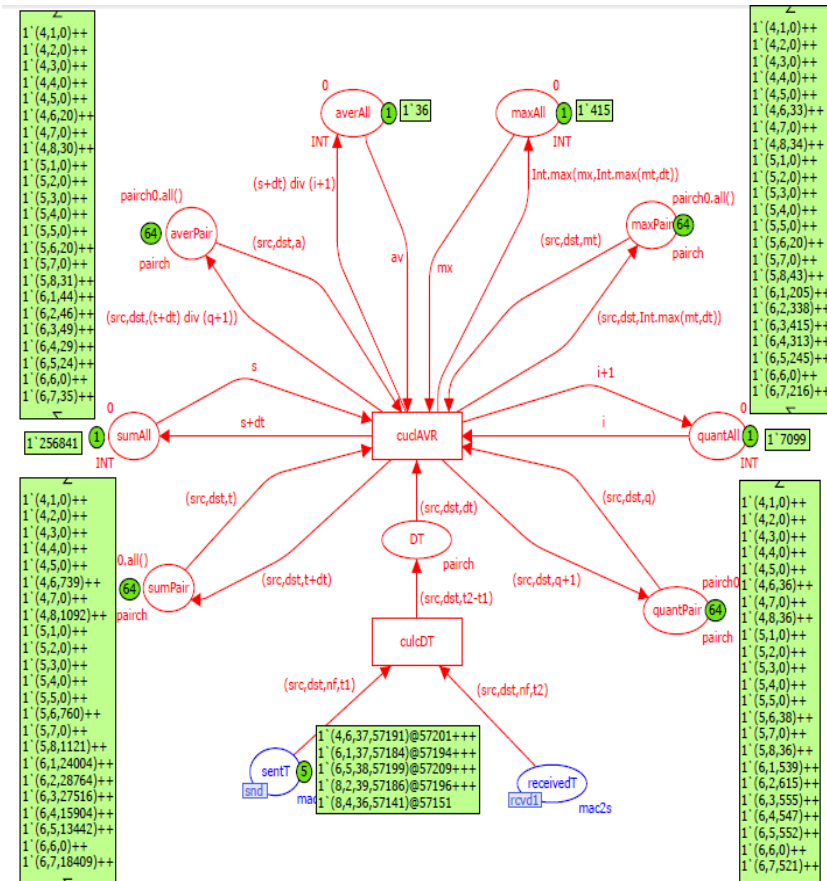 1`(4,1,0)++
1`(4,2,0)++
1`(4,3,0)++
1`(4,4,0)++
1`(4,5,0)++
1`(4,6,20)++
1`(4,7,0)++
1`(4,8,30)++
1`(5,1,0)++
1`(5,2,0)++
1`(5,3,0)++
1`(5,4,0)++
1`(5,5,0)++
1`(5,6,20)++
1`(5,7,0)++
1`(5,8,31)++
1`(6,1,44)++
1`(6,2,46)++
1`(6,3,49)++
1`(6,4,29)++
1`(6,5,24)++
1`(6,6,0)++
1`(6,7,35)++
0
averAll
1
1`36
INT
0
maxAll
1
1`415
INT
1`(4,1,0)++
1`(4,2,0)++
1`(4,3,0)++
1`(4,4,0)++
1`(4,5,0)++
1`(4,6,33)++
1`(4,7,0)++
1`(4,8,34)++
1`(5,1,0)++
1`(5,2,0)++
1`(5,3,0)++
1`(5,4,0)++
1`(5,5,0)++
1`(5,6,20)++
1`(5,7,0)++
1`(5,8,43)++
1`(6,1,205)++
1`(6,2,338)++
1`(6,3,415)++
1`(6,4,313)++
1`(6,5,245)++
1`(6,6,0)++
1`(6,7,216)++
(s+dt) div (i+1)
Int.max(mx,Int.max(mt,dt))
pairch0.all()
64
averPair
pairch
(src,dst,a)
av
mx
(src,dst,mt)
pairch0.all()
maxPair
64
pairch
(src,dst,(t+dt) div (q+1))
(src,dst,Int.max(mt,dt))
s
i+1
0
1`256841
1
sumAll
INT
s+dt
cuclAVR
i
0
quantAll
1
1`7099
INT
1`(4,1,0)++
1`(4,2,0)++
1`(4,3,0)++
1`(4,4,0)++
1`(4,5,0)++
1`(4,6,739)++
1`(4,7,0)++
1`(4,8,1092)++
1`(5,1,0)++
1`(5,2,0)++
1`(5,3,0)++
1`(5,4,0)++
1`(5,5,0)++
1`(5,6,760)++
1`(5,7,0)++
1`(5,8,1121)++
1`(6,1,24004)++
1`(6,2,28764)++
1`(6,3,27516)++
1`(6,4,15904)++
1`(6,5,13442)++
1`(6,6,0)++
1`(6,7,18409)++
(src,dst,t)
(src,dst,dt)
(src,dst,q)
0.all()
64
sumPair
pairch
(src,dst,t+dt)
DT
pairch
(src,dst,q+1)
pairch0
quantPair
64
pairch
(src,dst,t2-t1)
culcDT
(src,dst,nf,t1)
(src,dst,nf,t2)
sentT
5
snd
mac
1`(4,6,37,57191)@57201+++
1`(6,1,37,57184)@57194+++
1`(6,5,38,57199)@57209+++
1`(8,2,39,57186)@57196+++
1`(8,4,36,57141)@57151
receivedT
rcvd1
mac2s
1`(4,1,0)++
1`(4,2,0)++
1`(4,3,0)++
1`(4,4,0)++
1`(4,5,0)++
1`(4,6,36)++
1`(4,7,0)++
1`(4,8,36)++
1`(5,1,0)++
1`(5,2,0)++
1`(5,3,0)++
1`(5,4,0)++
1`(5,5,0)++
1`(5,6,38)++
1`(5,7,0)++
1`(5,8,36)++
1`(6,1,539)++
1`(6,2,615)++
1`(6,3,555)++
1`(6,4,547)++
1`(6,5,552)++
1`(6,6,0)++
1`(6,7,521)++